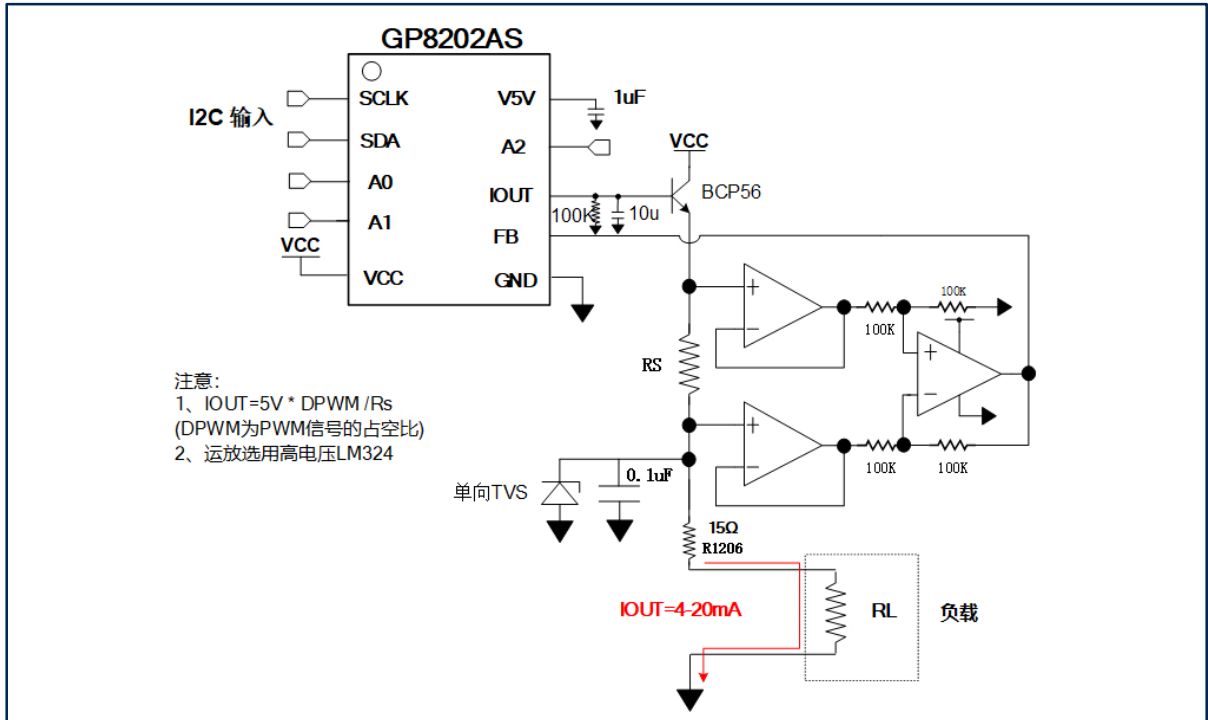 GP8202AS
I2C 输入
SCLK
SDA
A0
A1
VCC
VCC
V5V
A2
IOUT
FB
GND
1uF
VCC
BCP56
100K
10u
100K
100K
RS
100K
100K
注意:
1、IOUT=5V * DPWM /Rs
(DPWM为PWM信号的占空比)
2、运放选用高电压LM324
单向TVS
0.1uF
15Ω
R1206
IOUT=4-20mA
RL
负载